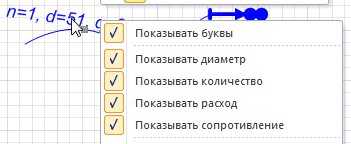 n=1, d=51,
Показывать буквы
Показывать диаметр
Показывать количество
Показывать расход
Показывать сопротивление